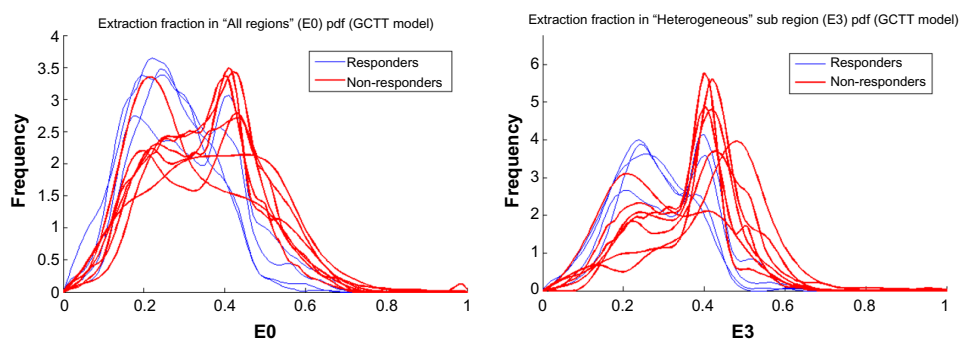 Extraction fraction in “All regions” (E0) pdf (GCTT model)
4
3.5
3
2.5
2
1.5
1
0.5
0
Frequency
Responders
Non-responders
0 0.2 0.4 0.6 0.8 1
E0
Extraction fraction in “Heterogeneous” sub region (E3) pdf (GCTT model)
6
5
4
3
2
1
0
Frequency
Responders
Non-responders
0 0.2 0.4 0.6 0.8 1
E3